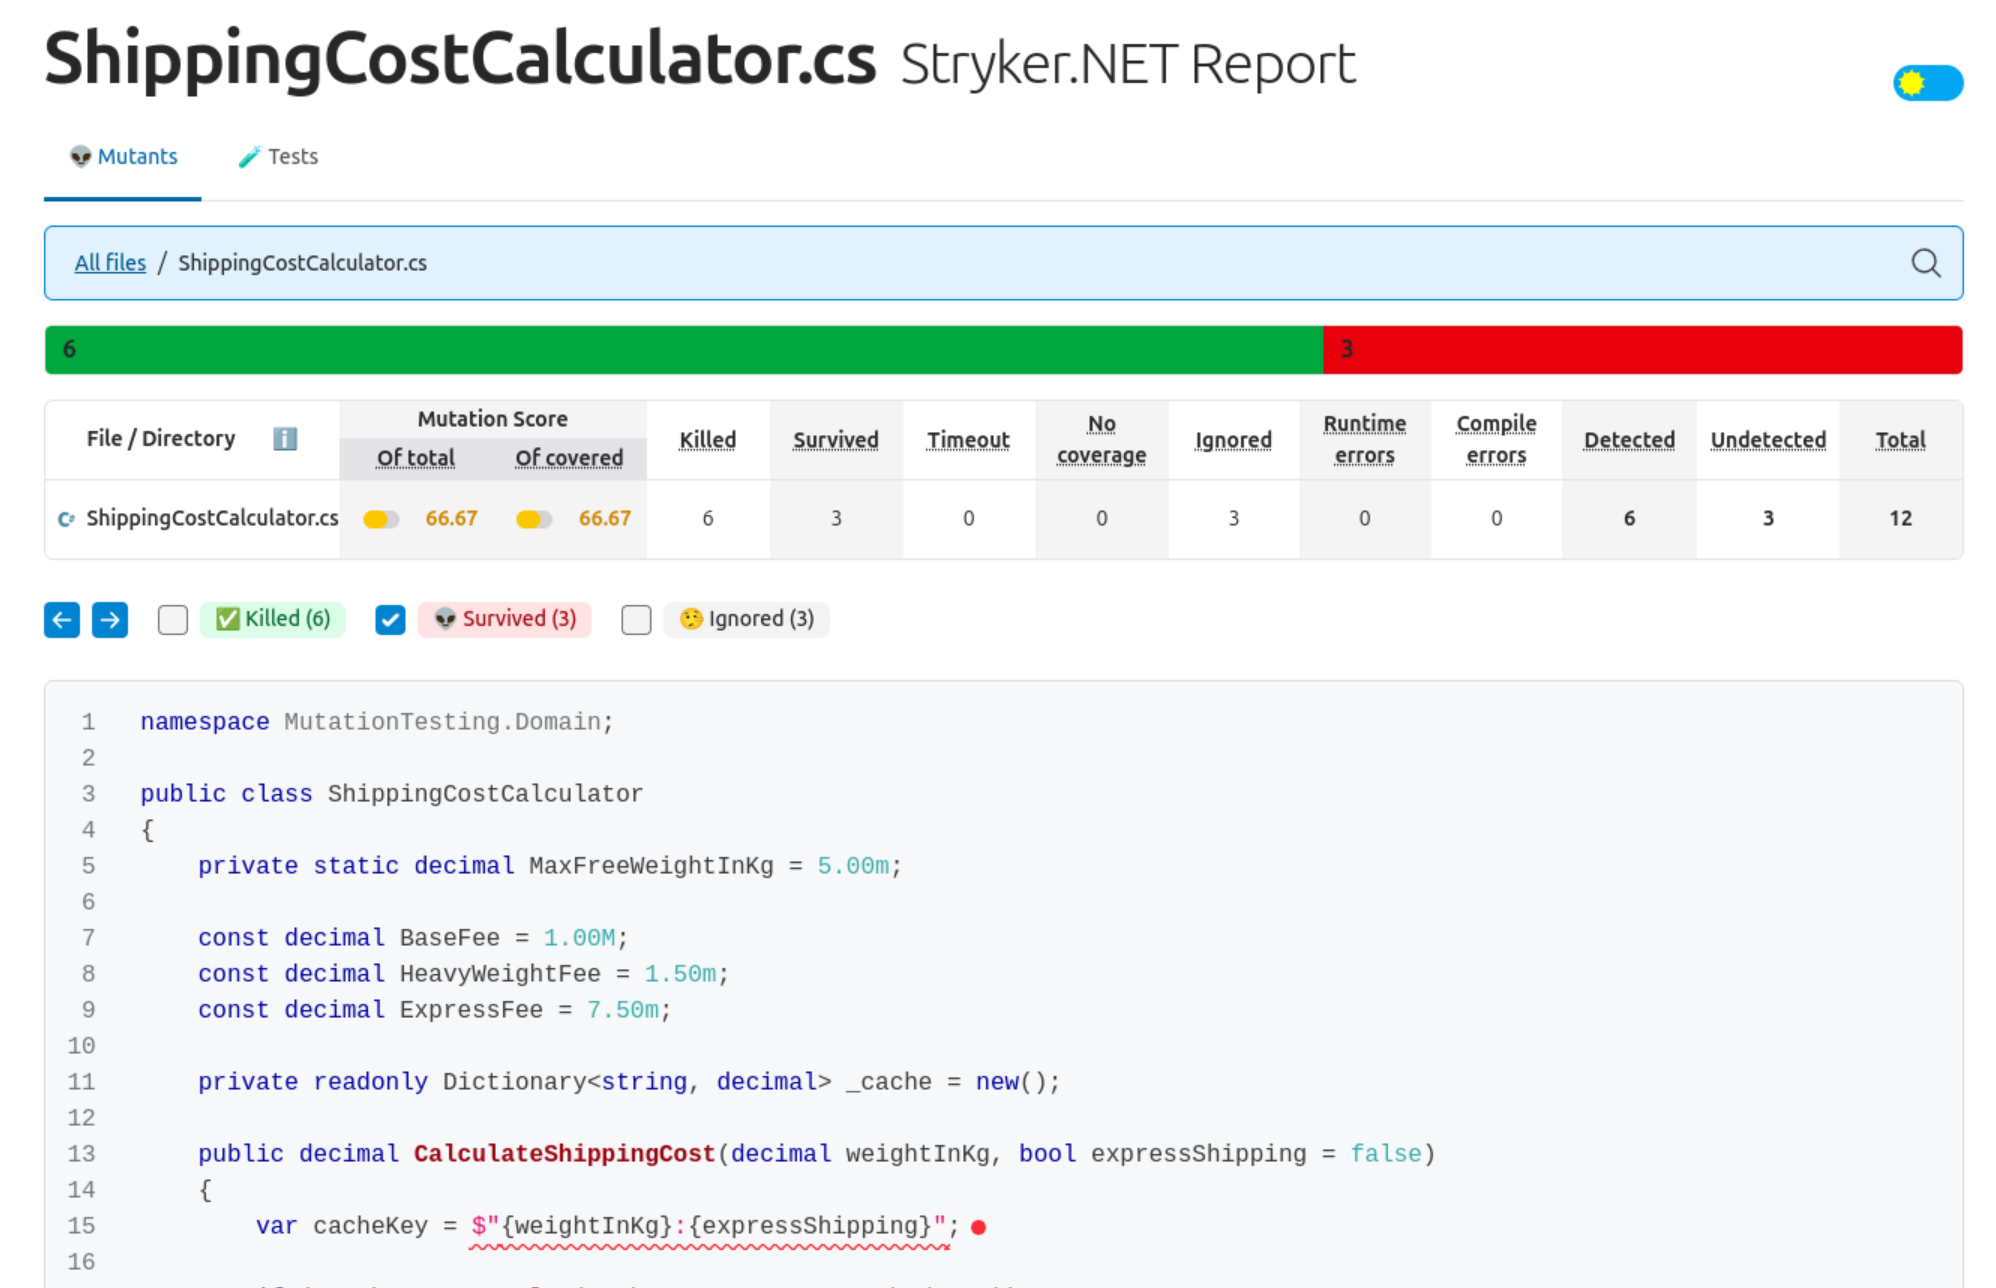 ShippingCostCalculator.cs Stryker.NET Report
👽 Mutants 🧪 Tests
All files / ShippingCostCalculator.cs
6 3
File / Directory ℹ️ Mutation Score Of total Of covered Killed Survived Timeout No coverage Ignored Runtime errors Compile errors Detected Undetected Total
ShippingCostCalculator.cs 66.67 66.67 6 3 0 0 3 0 0 6 3 12
✅ Killed (6) 👽 Survived (3) 🤥 Ignored (3)
1 namespace MutationTesting.Domain;
2
3 public class ShippingCostCalculator
4 {
5 private static decimal MaxFreeWeightInKg = 5.00m;
6
7 const decimal BaseFee = 1.00M;
8 const decimal HeavyWeightFee = 1.50m;
9 const decimal ExpressFee = 7.50m;
10
11 private readonly Dictionary<string, decimal> _cache = new();
12
13 public decimal CalculateShippingCost(decimal weightInKg, bool expressShipping = false)
14 {
15 var cacheKey = $"{weightInKg}:{expressShipping}";
16